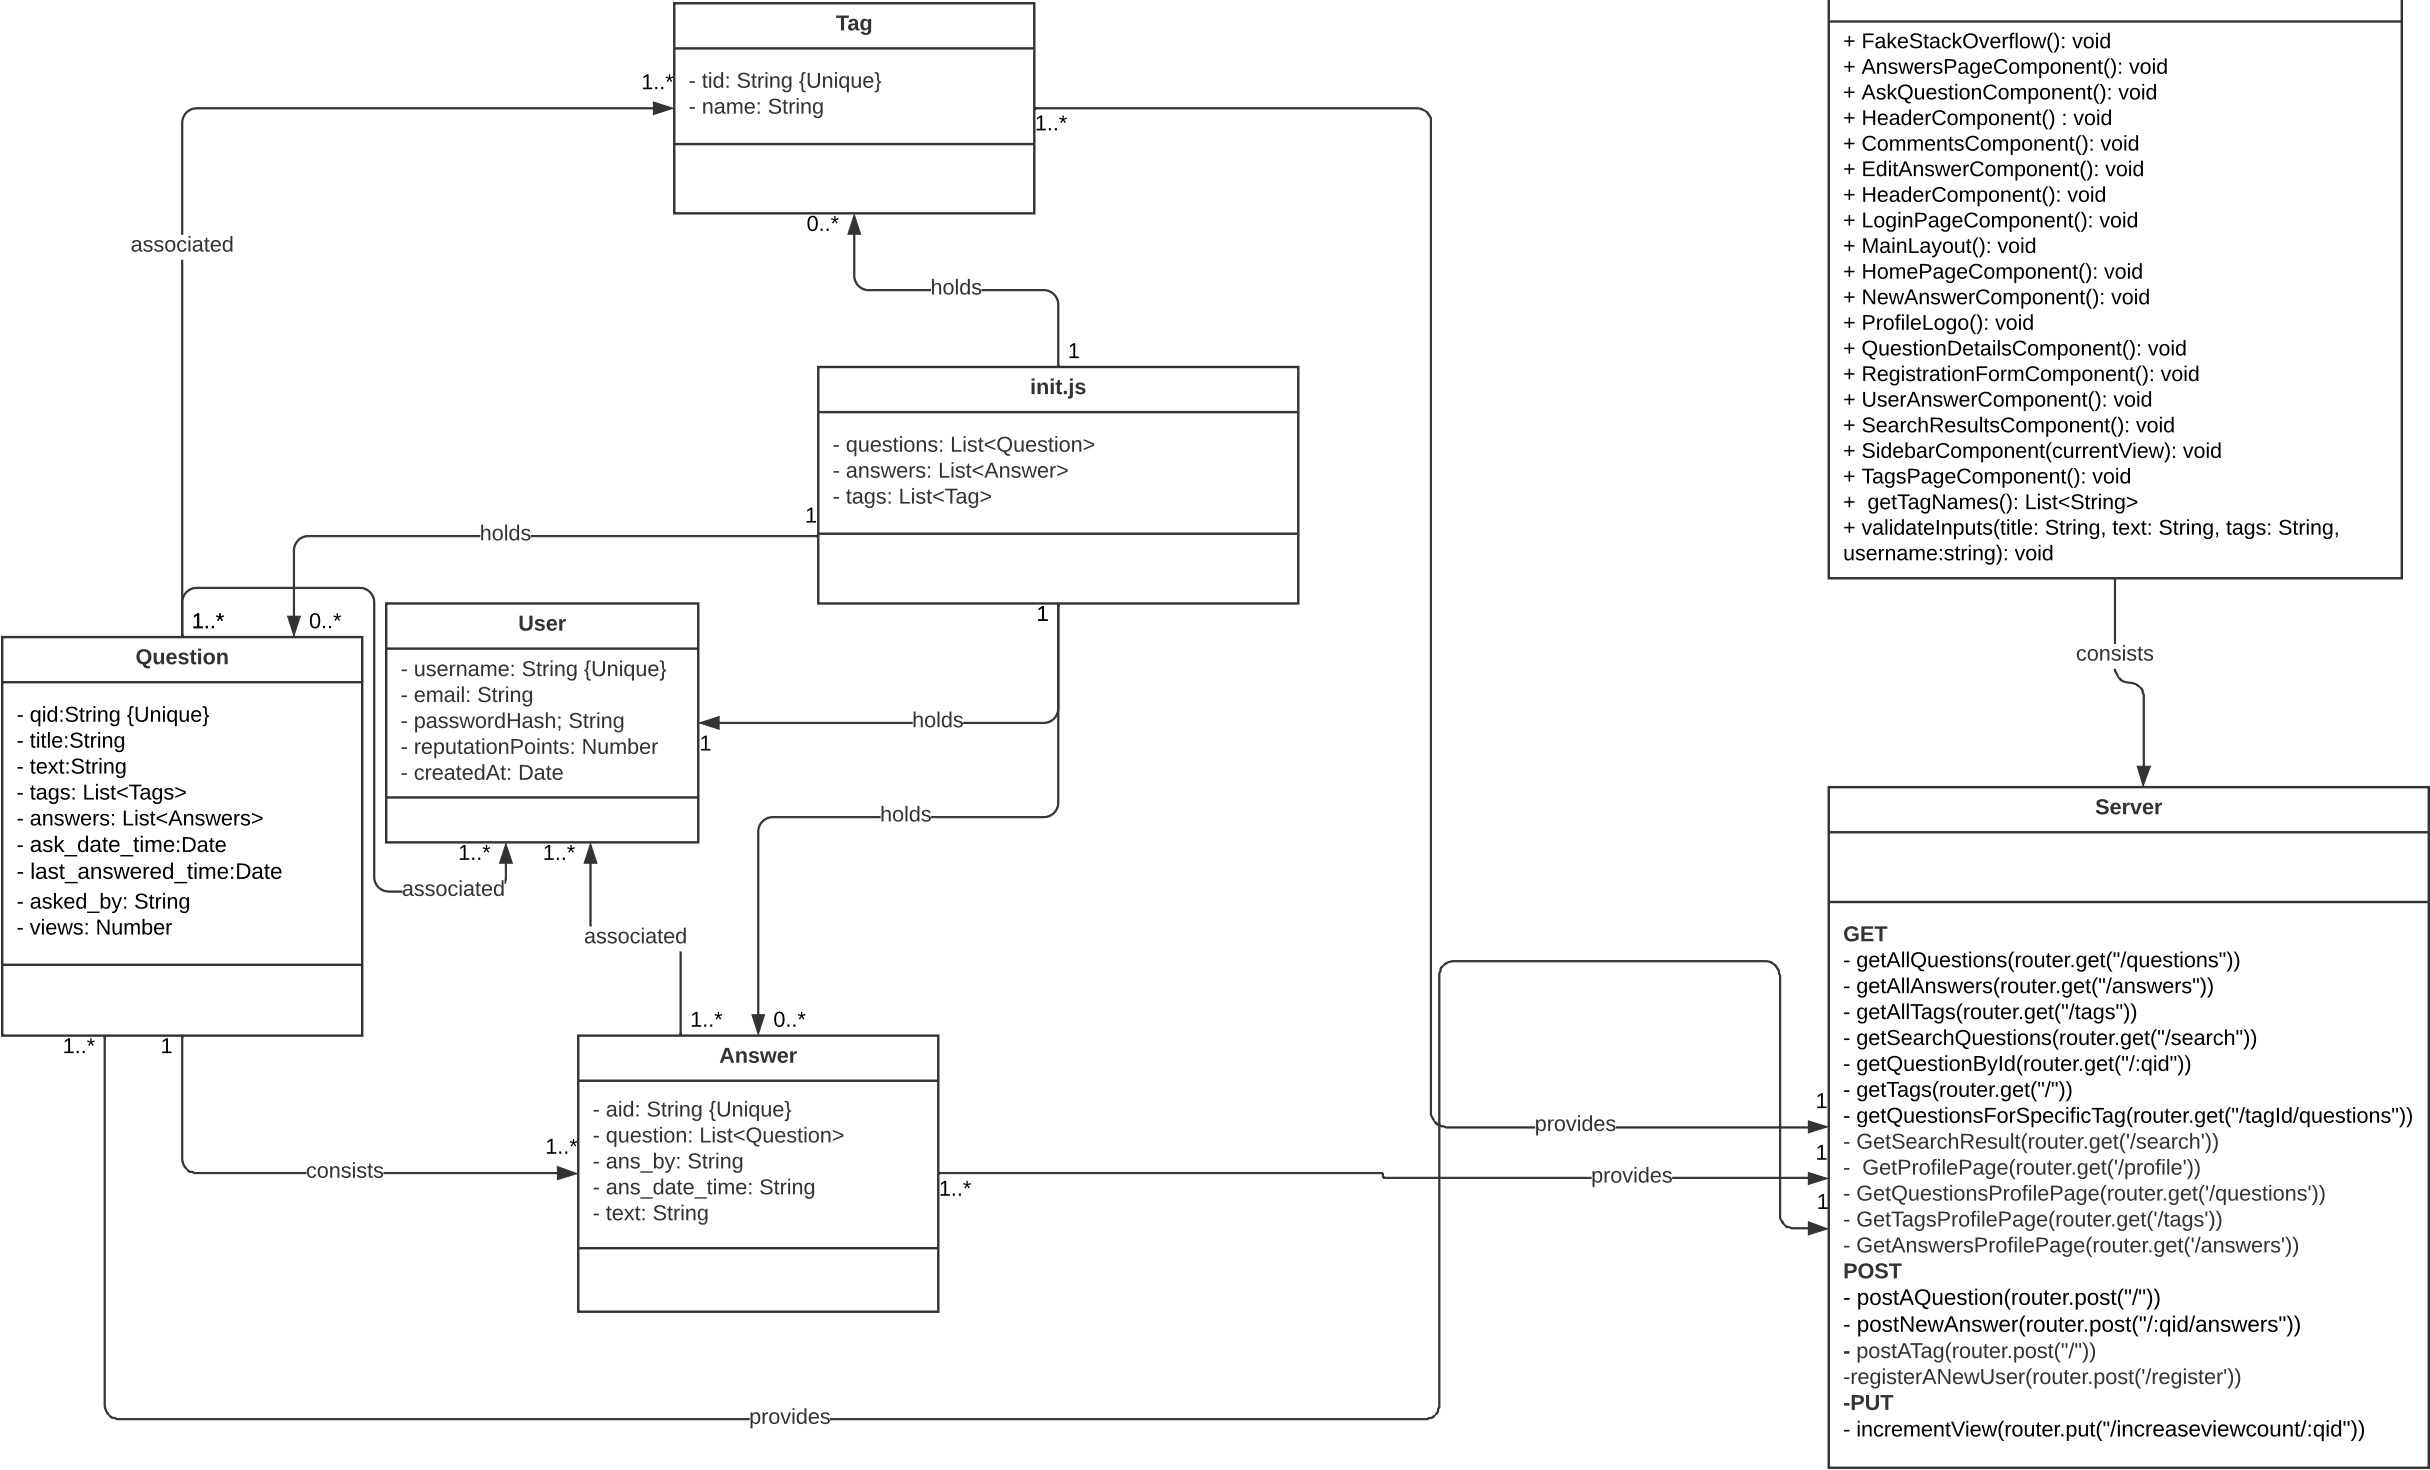 Tag
- tid: String {Unique}
- name: String
1..*
1..*
0..*
associated
holds
1
init.js
- questions: List<Question>
- answers: List<Answer>
- tags: List<Tag>
1
holds
1
1..*
0..*
Question
- qid:String {Unique}
- title:String
- text:String
- tags: List<Tags>
- answers: List<Answers>
- ask_date_time:Date
- last_answered_time:Date
- asked_by: String
- views: Number
User
- username: String {Unique}
- email: String
- passwordHash; String
- reputationPoints: Number
- createdAt: Date
holds
1
holds
1..*
1..*
associated
associated
1..*
0..*
1..*
1
Answer
- aid: String {Unique}
- question: List<Question>
- ans_by: String
- ans_date_time: String
- text: String
1..*
consists
1..*
provides
provides
provides
1
1
1
+ FakeStackOverflow(): void
+ AnswersPageComponent(): void
+ AskQuestionComponent(): void
+ HeaderComponent() : void
+ CommentsComponent(): void
+ EditAnswerComponent(): void
+ HeaderComponent(): void
+ LoginPageComponent(): void
+ MainLayout(): void
+ HomePageComponent(): void
+ NewAnswerComponent(): void
+ ProfileLogo(): void
+ QuestionDetailsComponent(): void
+ RegistrationFormComponent(): void
+ UserAnswerComponent(): void
+ SearchResultsComponent(): void
+ SidebarComponent(currentView): void
+ TagsPageComponent(): void
+  getTagNames(): List<String>
+ validateInputs(title: String, text: String, tags: String,
username:string): void
consists
Server
GET
- getAllQuestions(router.get("/questions"))
- getAllAnswers(router.get("/answers"))
- getAllTags(router.get("/tags"))
- getSearchQuestions(router.get("/search"))
- getQuestionById(router.get("/:qid"))
- getTags(router.get("/"))
- getQuestionsForSpecificTag(router.get("/tagId/questions"))
- GetSearchResult(router.get('/search'))
-  GetProfilePage(router.get('/profile'))
- GetQuestionsProfilePage(router.get('/questions'))
- GetTagsProfilePage(router.get('/tags'))
- GetAnswersProfilePage(router.get('/answers'))
POST
- postAQuestion(router.post("/"))
- postNewAnswer(router.post("/:qid/answers"))
- postATag(router.post("/"))
-registerANewUser(router.post('/register'))
-PUT
- incrementView(router.put("/increaseviewcount/:qid"))